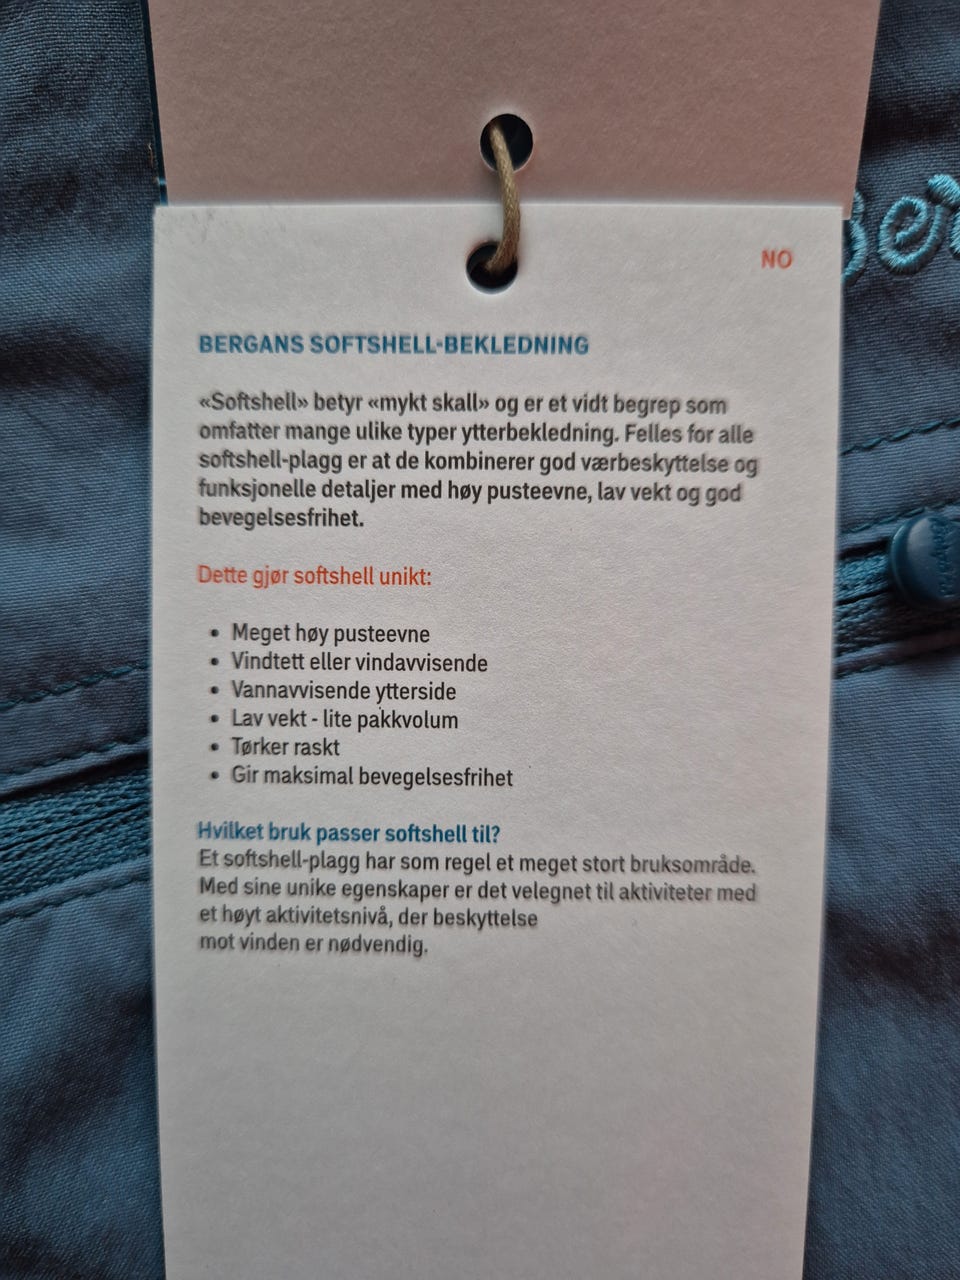 NO
BERGANS SOFTSHELL-BEKLEDNING
«Softshell» betyr «mykt skall» og er et vidt begrep som
omfatter mange ulike typer ytterbekledning. Felles for alle
softshell-plagg er at de kombinerer god værbeskyttelse og
funksjonelle detaljer med høy pusteevne, lav vekt og god
bevegelsesfrihet.
Dette gjør softshell unikt:
• Meget høy pusteevne
• Vindtett eller vindavvisende
• Vannavvisende ytterside
• Lav vekt - lite pakkvolum
• Tørker raskt
• Gir maksimal bevegelsesfrihet
Hvilket bruk passer softshell til?
Et softshell-plagg har som regel et meget stort bruksområde.
Med sine unike egenskaper er det velegnet til aktiviteter med
et høyt aktivitetsnivå, der beskyttelse
mot vinden er nødvendig.